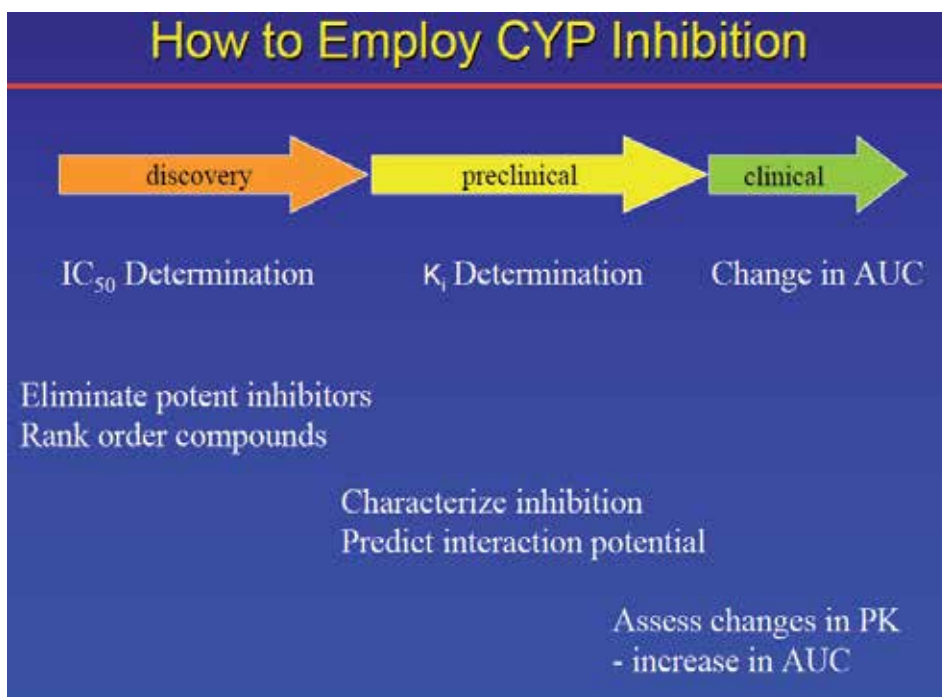 How to Employ CYP Inhibition
discovery
preclinical
clinical
IC₅₀ Determination
Kᵢ Determination
Change in AUC
Eliminate potent inhibitors
Rank order compounds
Characterize inhibition
Predict interaction potential
Assess changes in PK
- increase in AUC